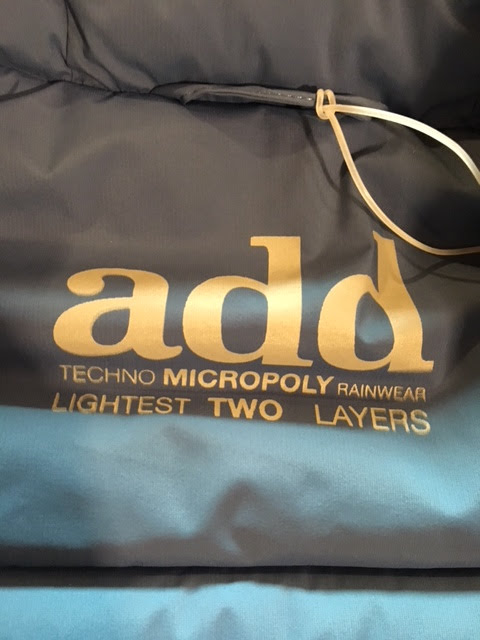 add
TECHNO MICROPOLY RAINWEAR
LIGHTEST TWO LAYERS